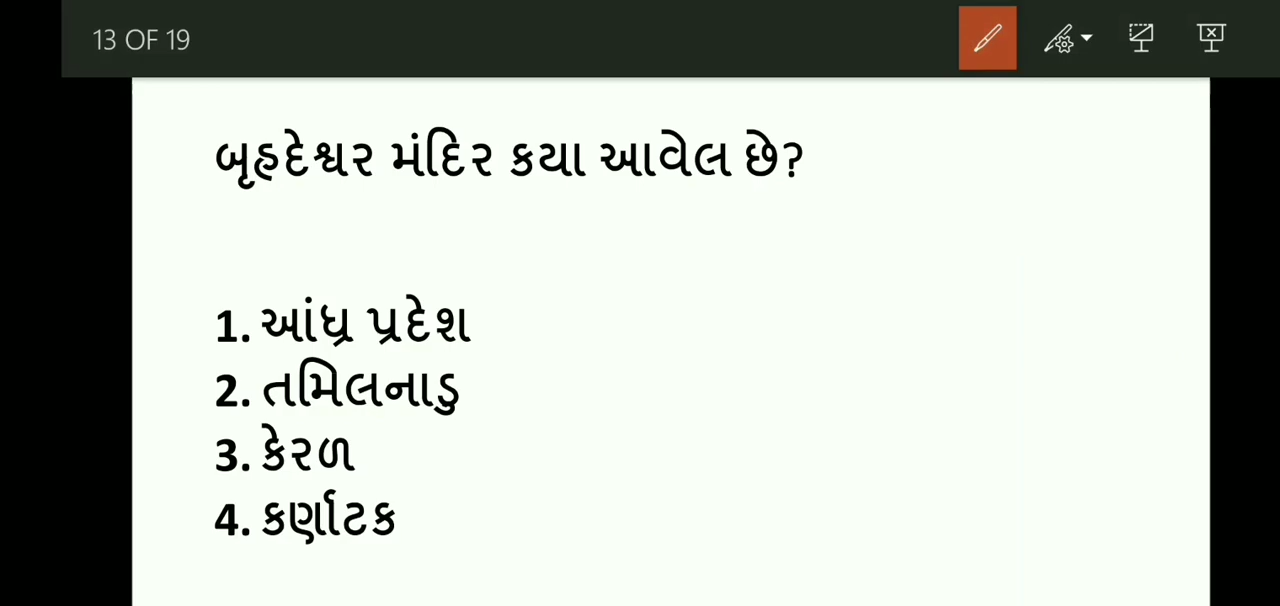 13 OF 19
બૃહદેશ્વર મંદિર કયા આવેલ છે?
1. આંધ્ર પ્રદેશ
2. તમિલનાડુ
3. કેરળ
4. કર્ણાટક